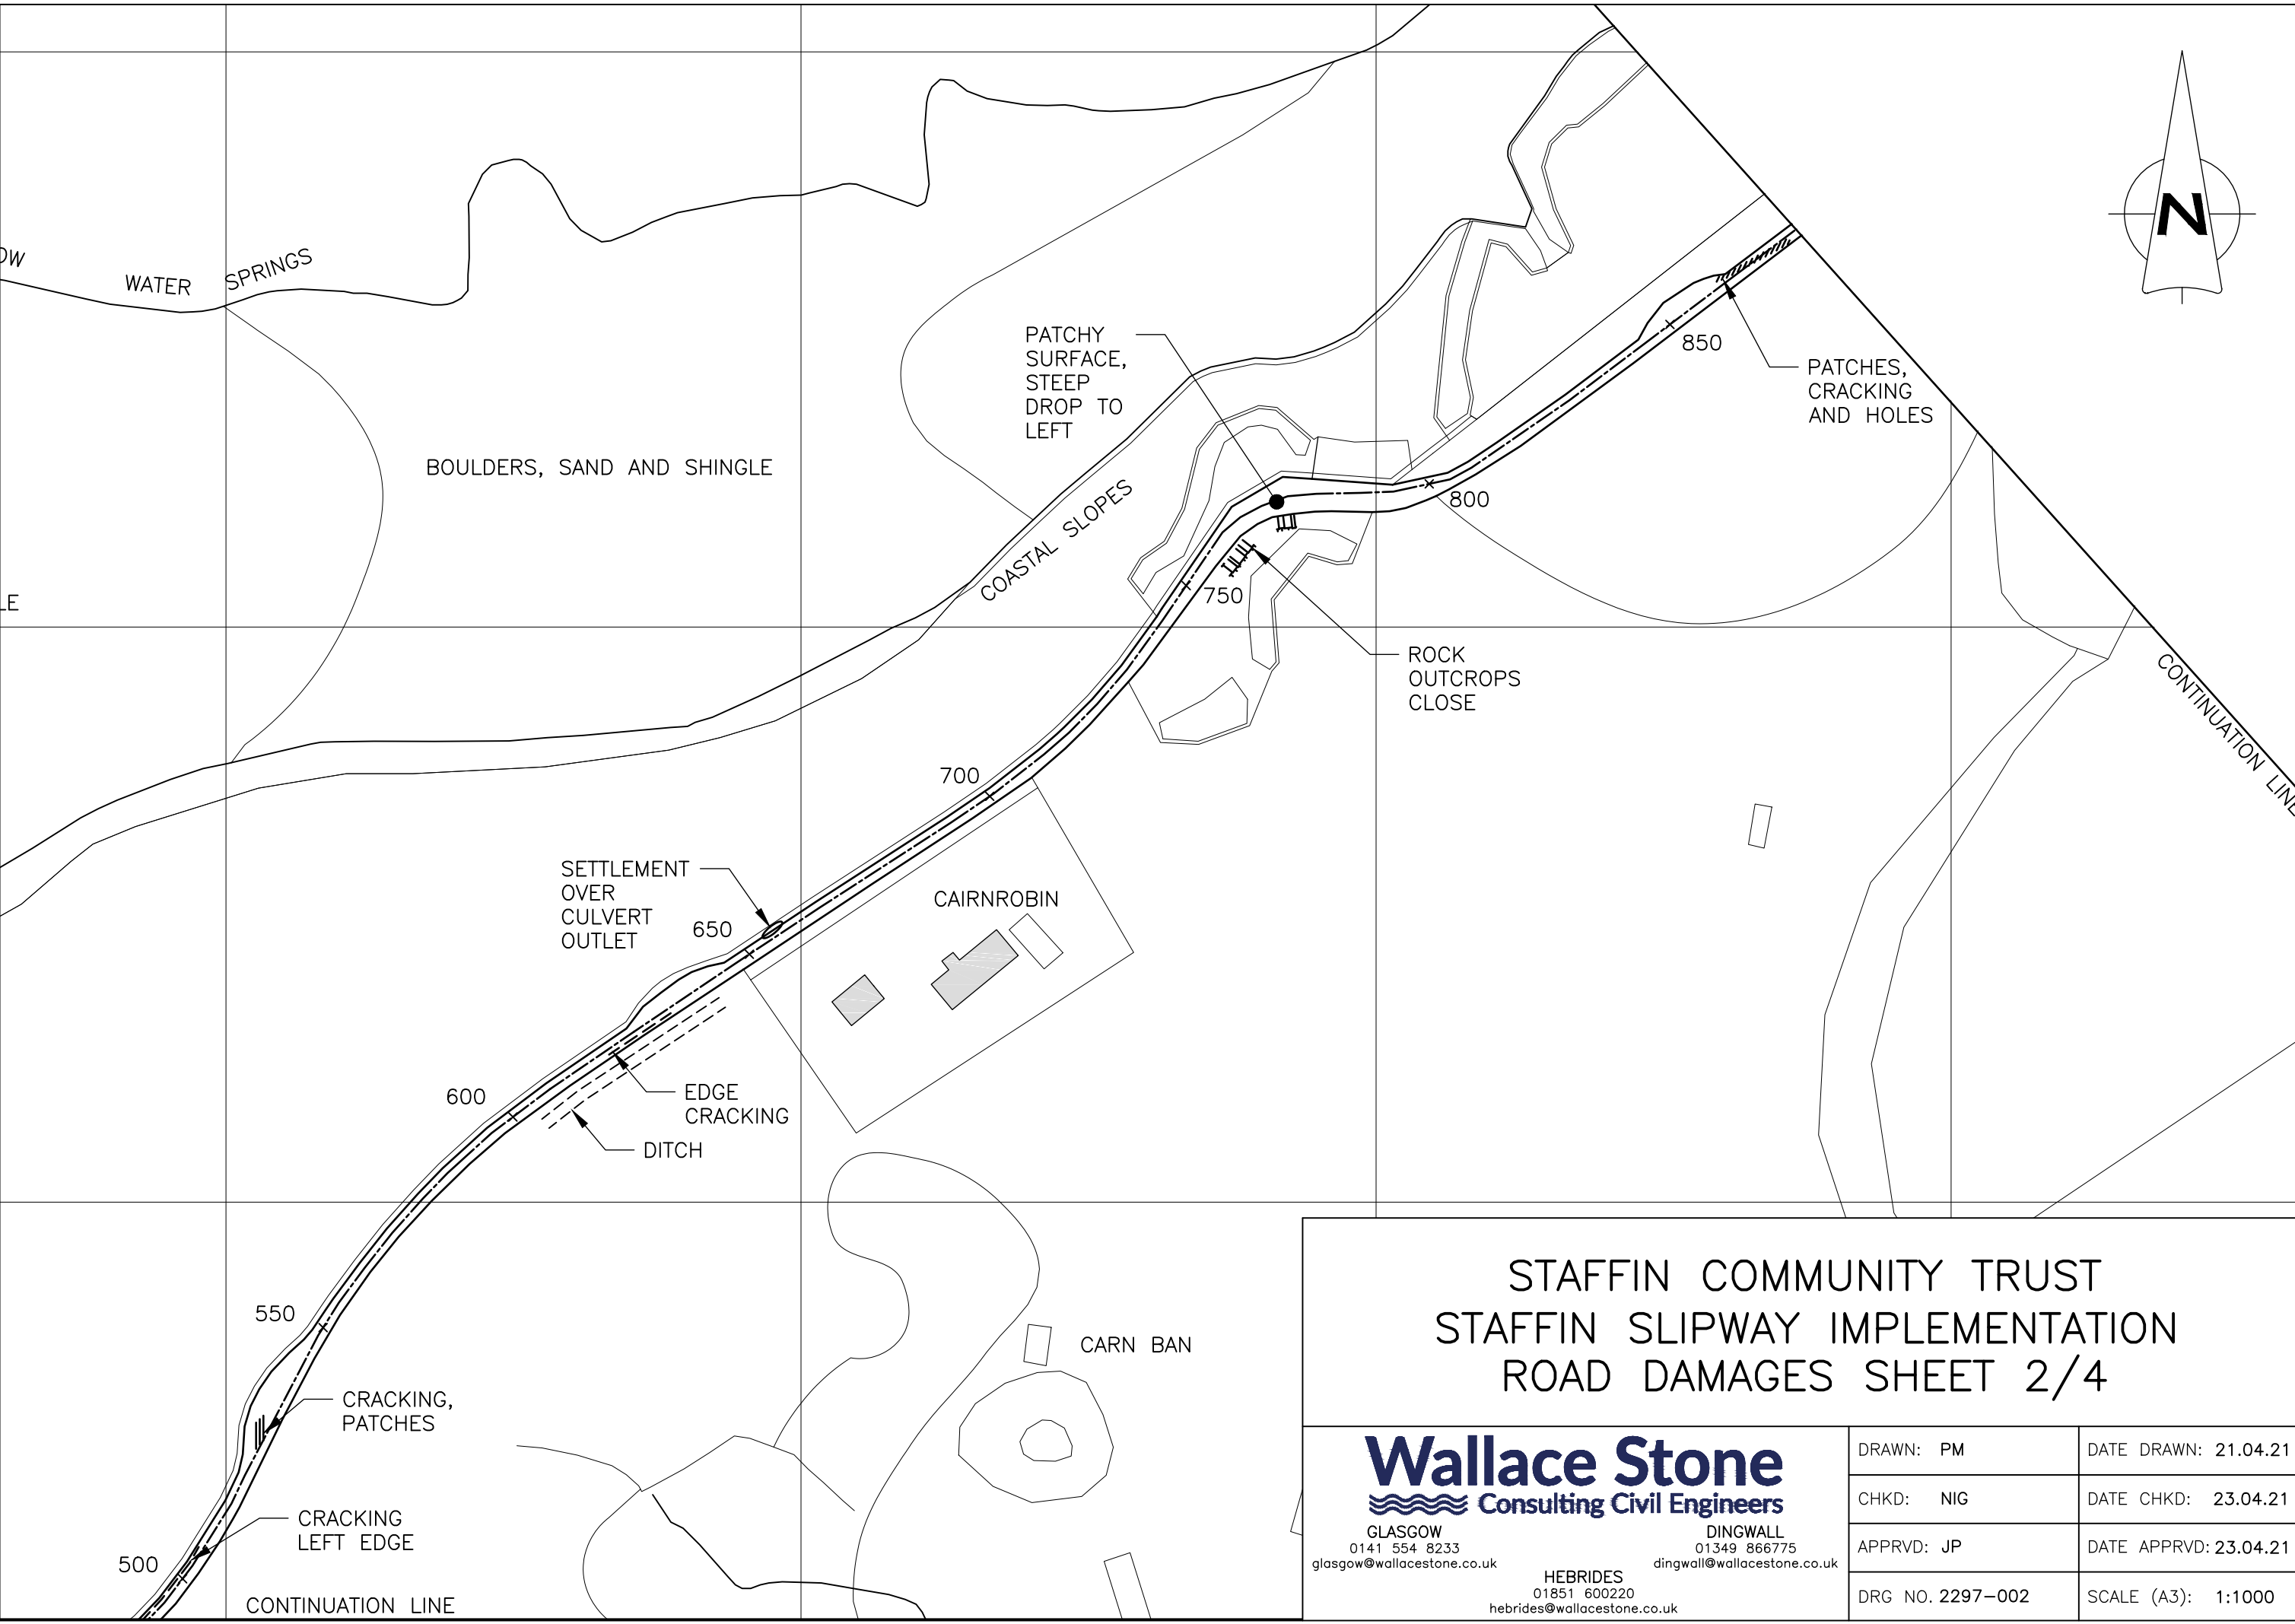 WATER SPRINGS
PATCHY
SURFACE,
STEEP
DROP TO
LEFT
N
850
PATCHES,
CRACKING
AND HOLES
BOULDERS, SAND AND SHINGLE
COASTAL SLOPES
800
750
ROCK
OUTCROPS
CLOSE
CONTINUATION LINE
700
SETTLEMENT
OVER
CULVERT
OUTLET
650
CAIRNROBIN
600
EDGE
CRACKING
DITCH
550
CARN BAN
CRACKING,
PATCHES
CRACKING
LEFT EDGE
500
CONTINUATION LINE
STAFFIN COMMUNITY TRUST
STAFFIN SLIPWAY IMPLEMENTATION
ROAD DAMAGES SHEET 2/4
Wallace Stone
Consulting Civil Engineers
GLASGOW
0141 554 8233
glasgow@wallacestone.co.uk
DINGWALL
01349 866775
dingwall@wallacestone.co.uk
HEBRIDES
01851 600220
hebrides@wallacestone.co.uk
DRAWN: PM
DATE DRAWN: 21.04.21
CHKD: NIG
DATE CHKD: 23.04.21
APPRVD: JP
DATE APPRVD: 23.04.21
DRG NO. 2297-002
SCALE (A3): 1:1000